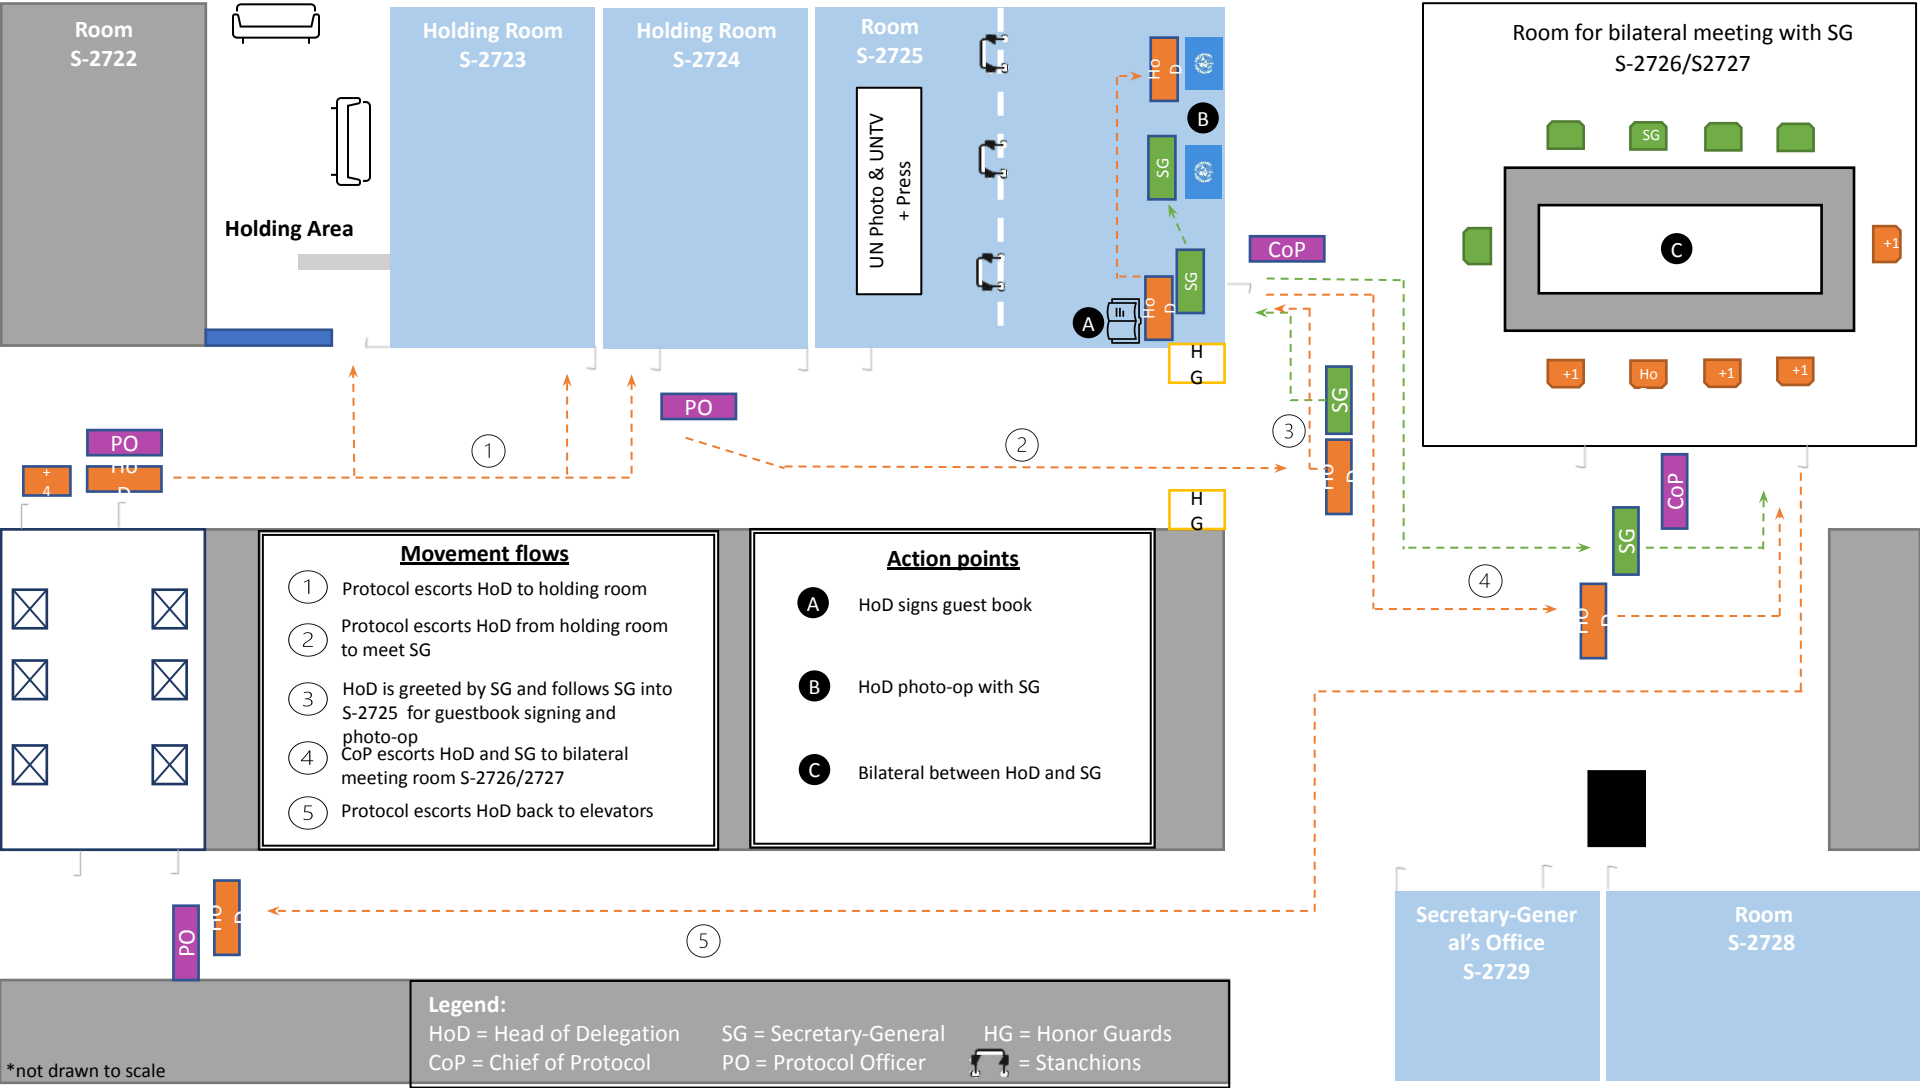 Room
S-2722
Holding Area
Holding Room
S-2723
Holding Room
S-2724
Room
S-2725
UN Photo & UNTV
+ Press
Ho
D
B
SG
SG
Ho
D
A
CoP
H
G
Room for bilateral meeting with SG
S-2726/S2727
SG
C
+1
+1
Ho
+1
+1
PO
HoD
+
4
1
PO
2
3
SG
Ho
D
H
G
CoP
SG
4
Ho
D
Movement flows
1 Protocol escorts HoD to holding room
2 Protocol escorts HoD from holding room
to meet SG
3 HoD is greeted by SG and follows SG into
S-2725 for guestbook signing and
photo-op
4 CoP escorts HoD and SG to bilateral
meeting room S-2726/2727
5 Protocol escorts HoD back to elevators
Action points
A HoD signs guest book
B HoD photo-op with SG
C Bilateral between HoD and SG
PO
Ho
D
5
Secretary-Gener
al's Office
S-2729
Room
S-2728
Legend:
HoD = Head of Delegation SG = Secretary-General HG = Honor Guards
CoP = Chief of Protocol PO = Protocol Officer = Stanchions
*not drawn to scale